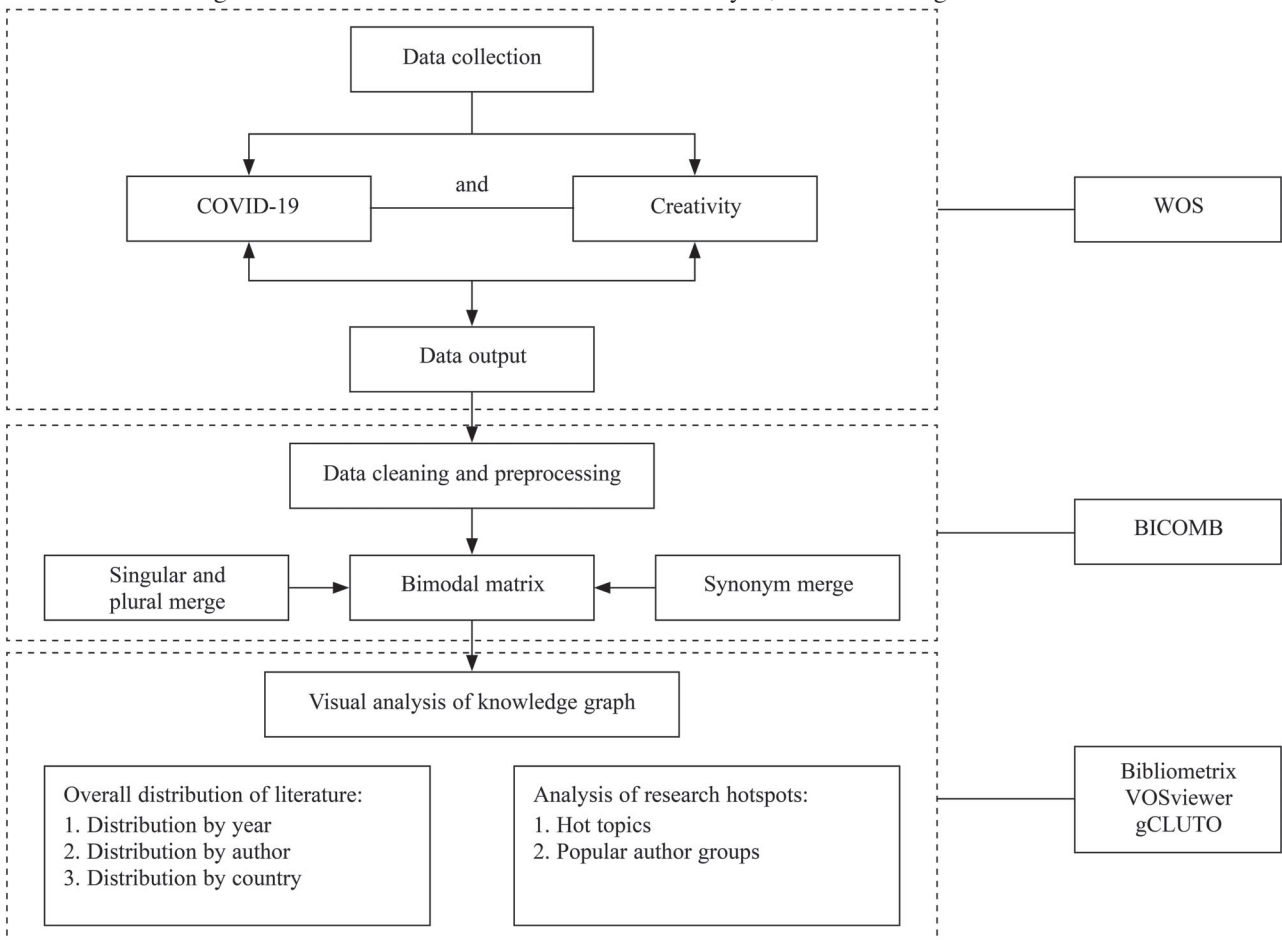 Data collection
and
COVID-19
Creativity
WOS
Data output
Data cleaning and preprocessing
BICOMB
Singular and
plural merge
Bimodal matrix
Synonym merge
Visual analysis of knowledge graph
Overall distribution of literature:
1. Distribution by year
2. Distribution by author
3. Distribution by country
Analysis of research hotspots:
1. Hot topics
2. Popular author groups
Bibliometrix
VOSviewer
gCLUTO